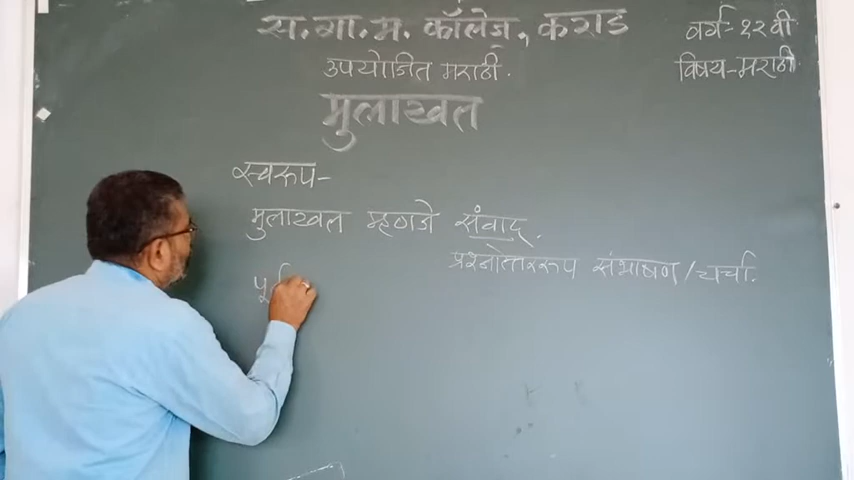 स. गा. म. कॉलेज, कराड
वर्ग- १२वी
उपयोजित मराठी.
विषय-मराठी
मुलाखत
स्वरूप-
मुलाखत म्हणजे संवाद्.
प्रश्नोत्तररूप संभाषण/चर्चा.
पूर्